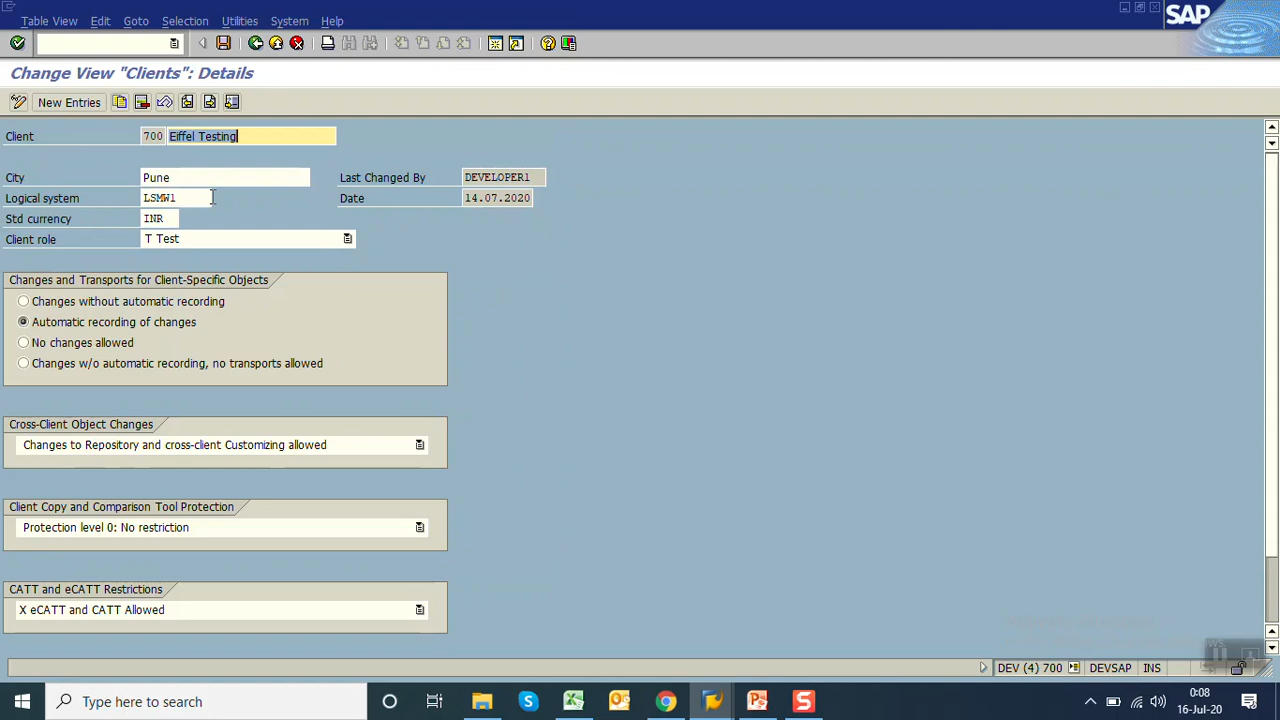 Table View Edit Goto Selection Utilities System Help
SAP
Change View "Clients": Details
New Entries
Client 700 Eiffel Testing
City Pune Last Changed By DEVELOPER1
Logical system LSMW1 Date 14.07.2020
Std currency INR
Client role T Test
Changes and Transports for Client-Specific Objects
Changes without automatic recording
Automatic recording of changes
No changes allowed
Changes w/o automatic recording, no transports allowed
Cross-Client Object Changes
Changes to Repository and cross-client Customizing allowed
Client Copy and Comparison Tool Protection
Protection level 0: No restriction
CATT and eCATT Restrictions
X eCATT and CATT Allowed
DEV (4) 700 DEVSAP INS
Type here to search
0:08
16-Jul-20